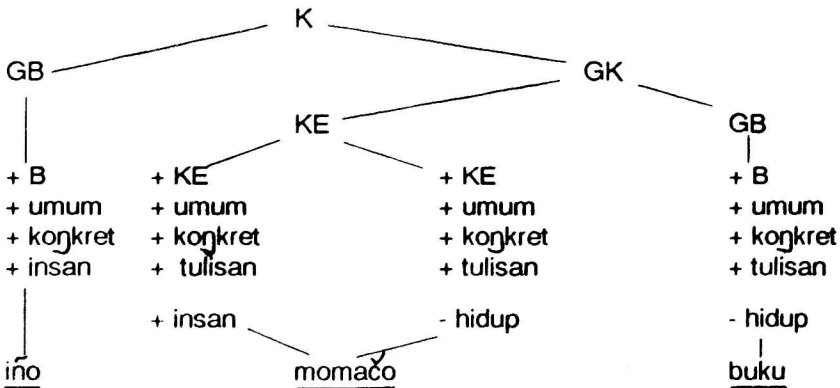 K
GB GK
KE GB
+ B + KE + KE + B
+ umum + umum + umum + umum
+ koŋkret + koŋkret + koŋkret + koŋkret
+ insan + tulisan + tulisan + tulisan
+ insan - hidup - hidup
iño momačo buku